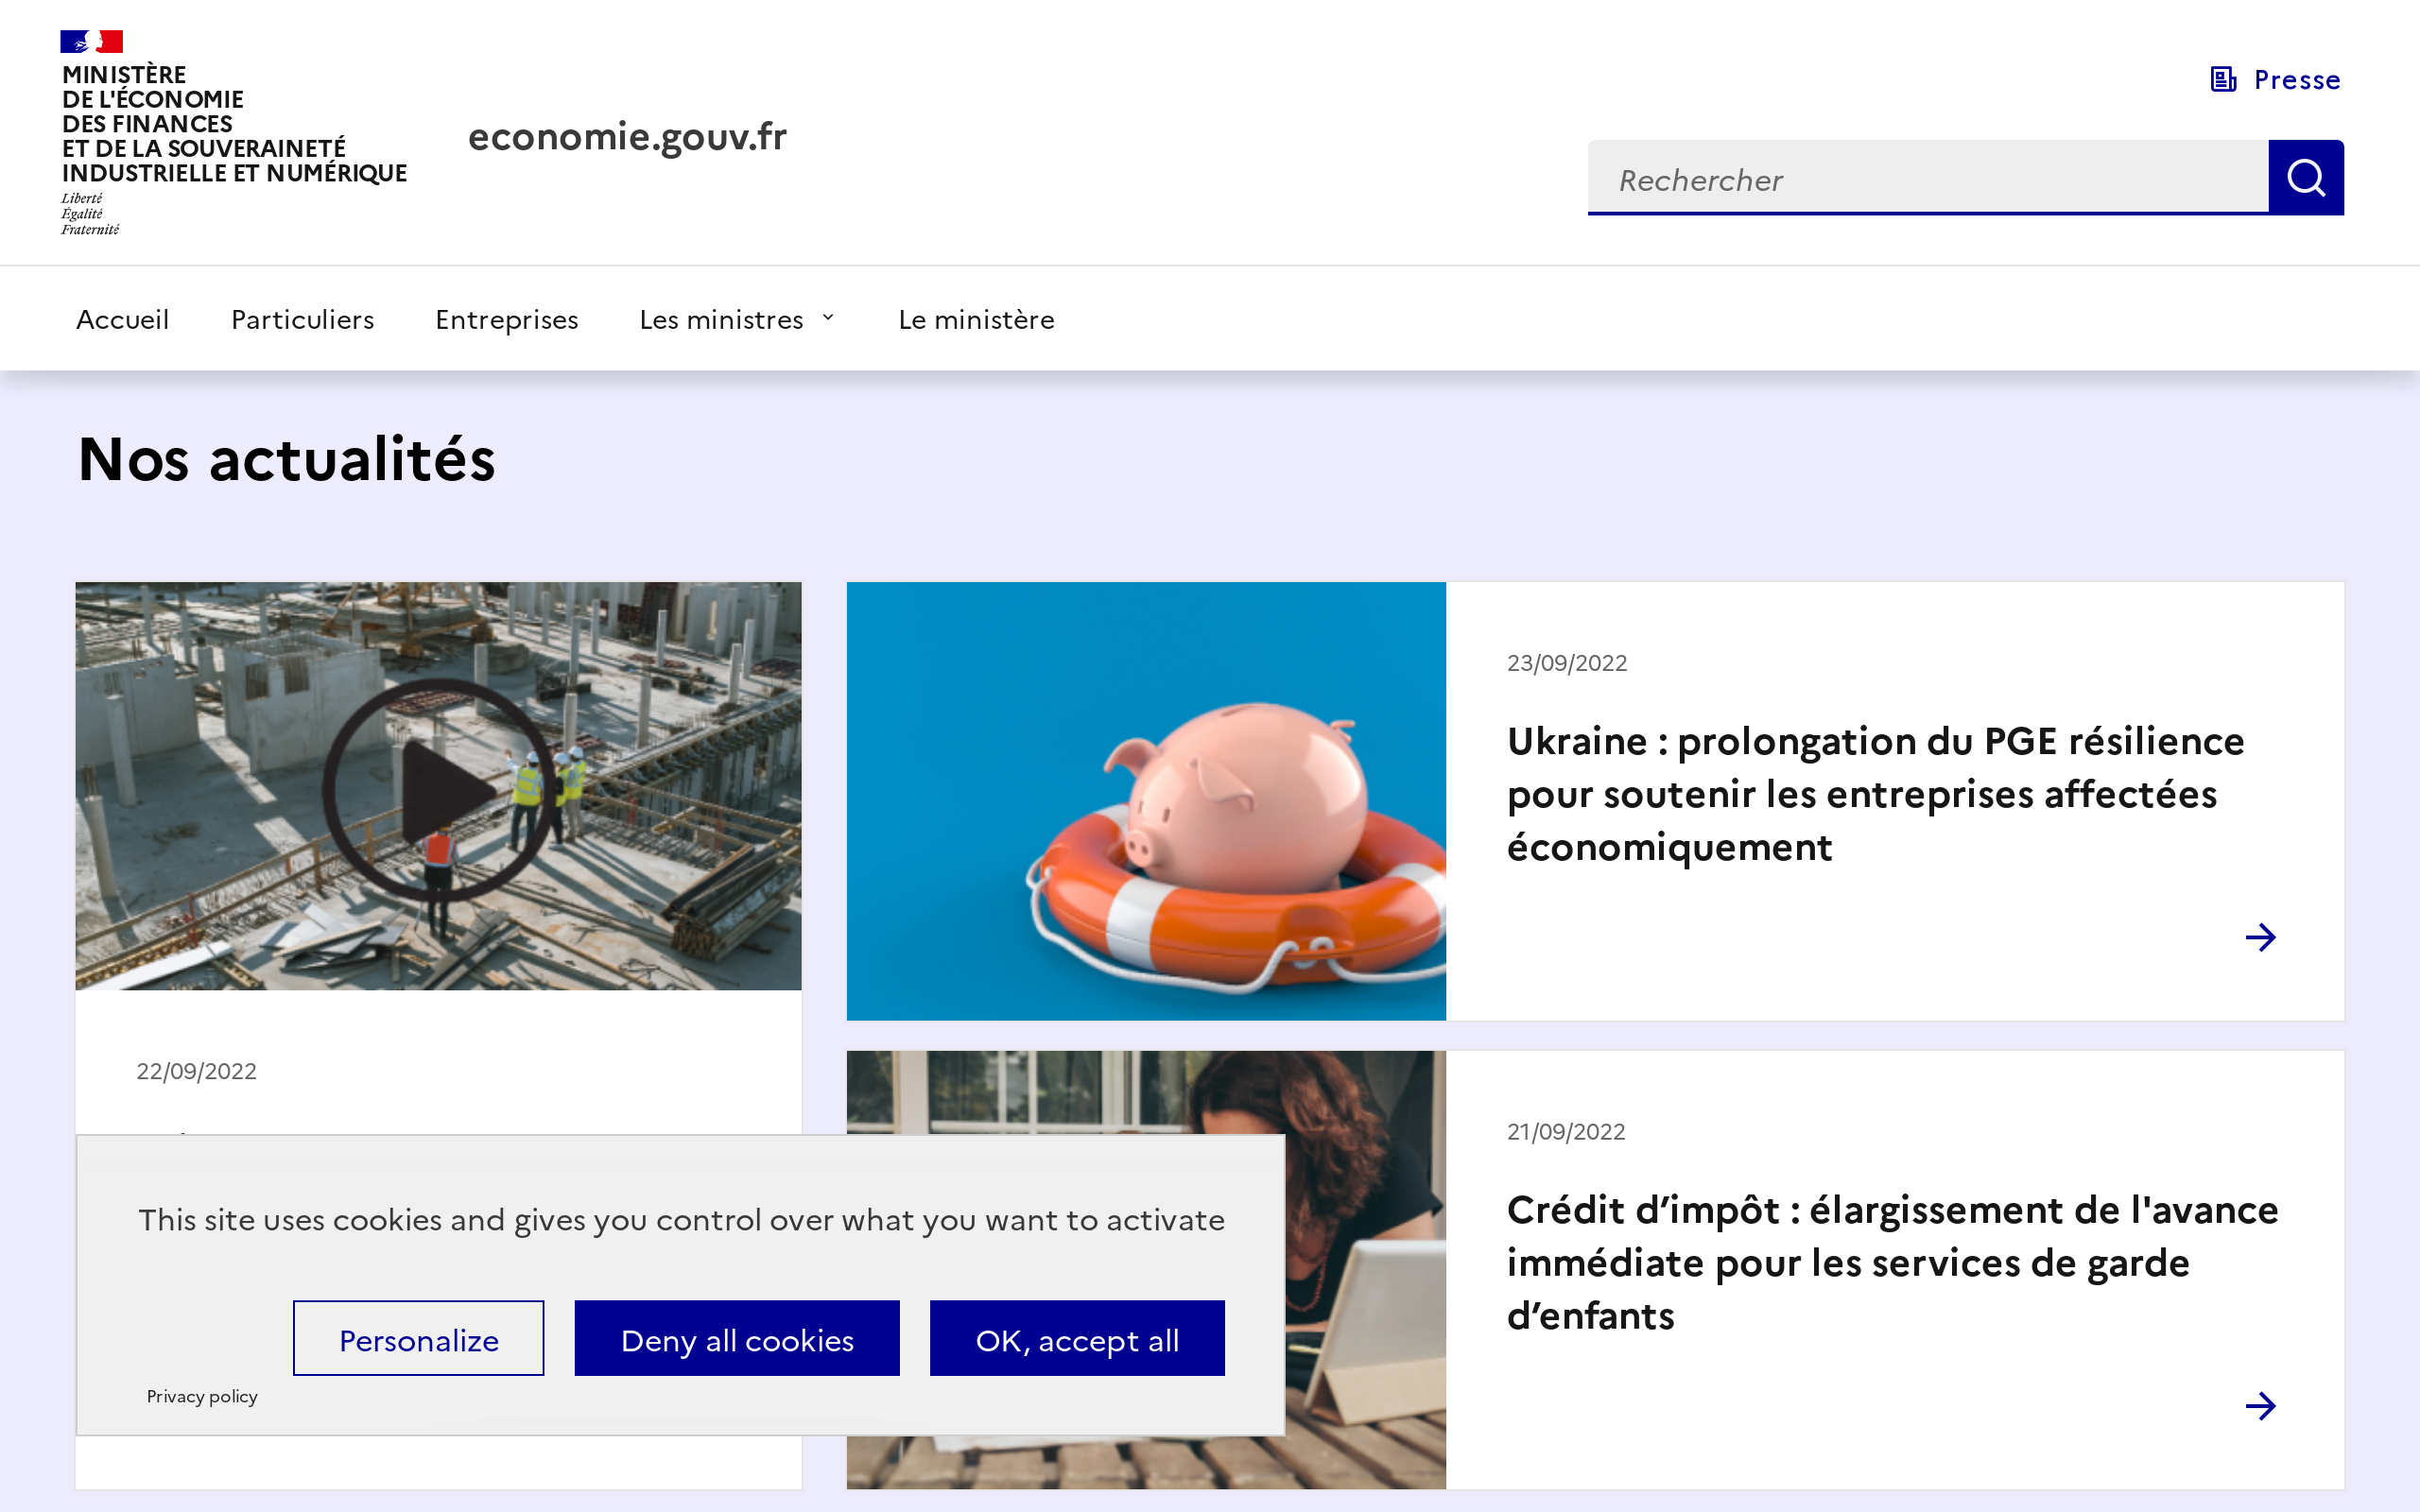 MINISTÈRE
DE L'ÉCONOMIE
DES FINANCES
ET DE LA SOUVERAINETÉ
INDUSTRIELLE ET NUMÉRIQUE
Liberté
Égalité
Fraternité
economie.gouv.fr
Presse
Rechercher
Accueil
Particuliers
Entreprises
Les ministres
Le ministère
Nos actualités
23/09/2022
Ukraine : prolongation du PGE résilience
pour soutenir les entreprises affectées
économiquement
22/09/2022
21/09/2022
Crédit d’impôt : élargissement de l'avance
immédiate pour les services de garde
d’enfants
This site uses cookies and gives you control over what you want to activate
Personalize
Deny all cookies
OK, accept all
Privacy policy